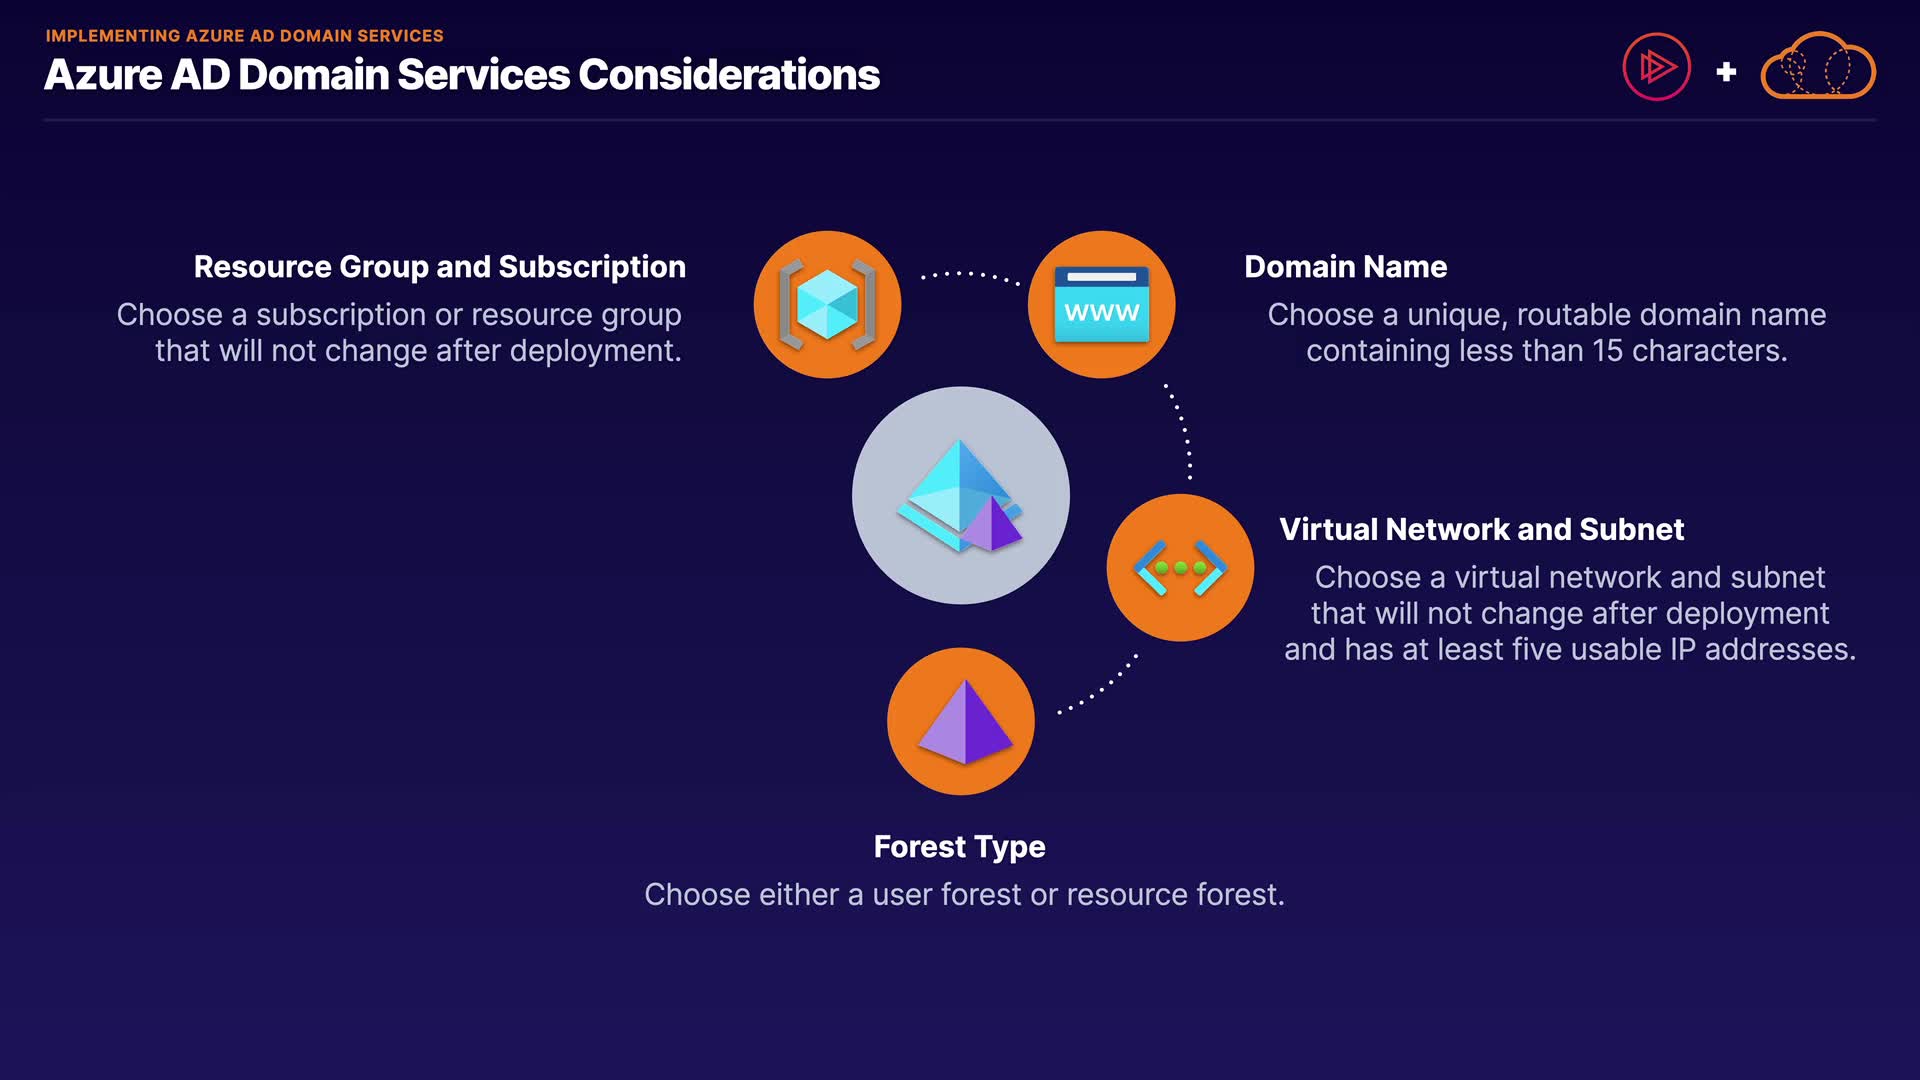 IMPLEMENTING AZURE AD DOMAIN SERVICES
Azure AD Domain Services Considerations
Resource Group and Subscription
Choose a subscription or resource group
that will not change after deployment.
www
Domain Name
Choose a unique, routable domain name
containing less than 15 characters.
Virtual Network and Subnet
Choose a virtual network and subnet
that will not change after deployment
and has at least five usable IP addresses.
Forest Type
Choose either a user forest or resource forest.